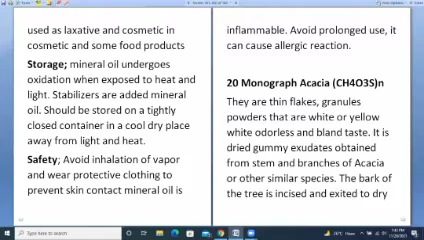 used as laxative and cosmetic in
cosmetic and some food products
Storage; mineral oil undergoes
oxidation when exposed to heat and
light. Stabilizers are added mineral
oil. Should be stored on a tightly
closed container in a cool dry place
away from light and heat.
Safety; Avoid inhalation of vapor
and wear protective clothing to
prevent skin contact mineral oil is
inflammable. Avoid prolonged use, it
can cause allergic reaction.
20 Monograph Acacia (CH4O3S)n
They are thin flakes, granules
powders that are white or yellow
white odorless and bland taste. It is
dried gummy exudates obtained
from stem and branches of Acacia
or other similar species. The bark of
the tree is incised and exited to dry
Type here to search